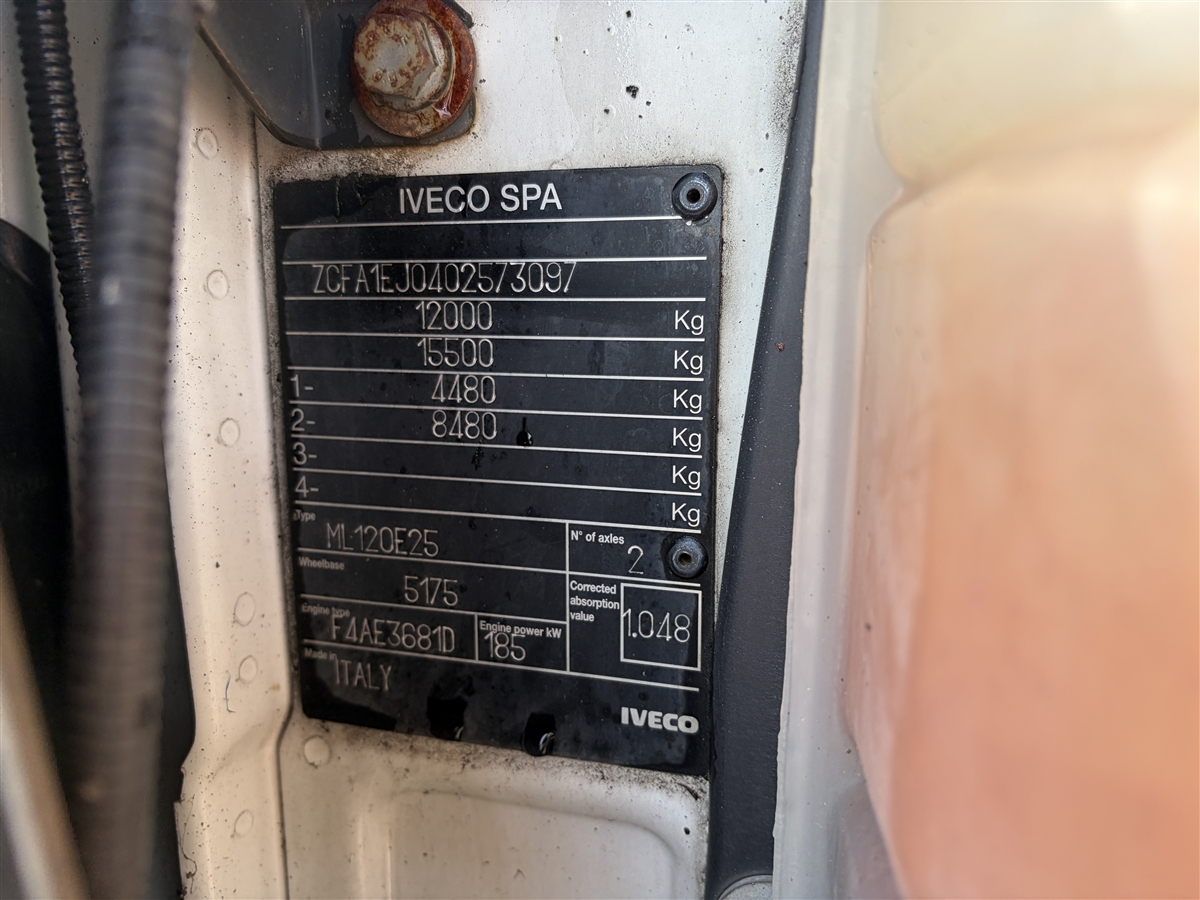 IVECO SPA
ZCFA1EJ0402573097
12000 Kg
15500 Kg
1- 4480 Kg
2- 8480 Kg
3- Kg
4- Kg
Type ML120E25
N° of axles 2
Wheelbase 5175
Corrected absorption value 1.048
Engine type F4AE3681D
Engine power kW 185
Made in ITALY
IVECO